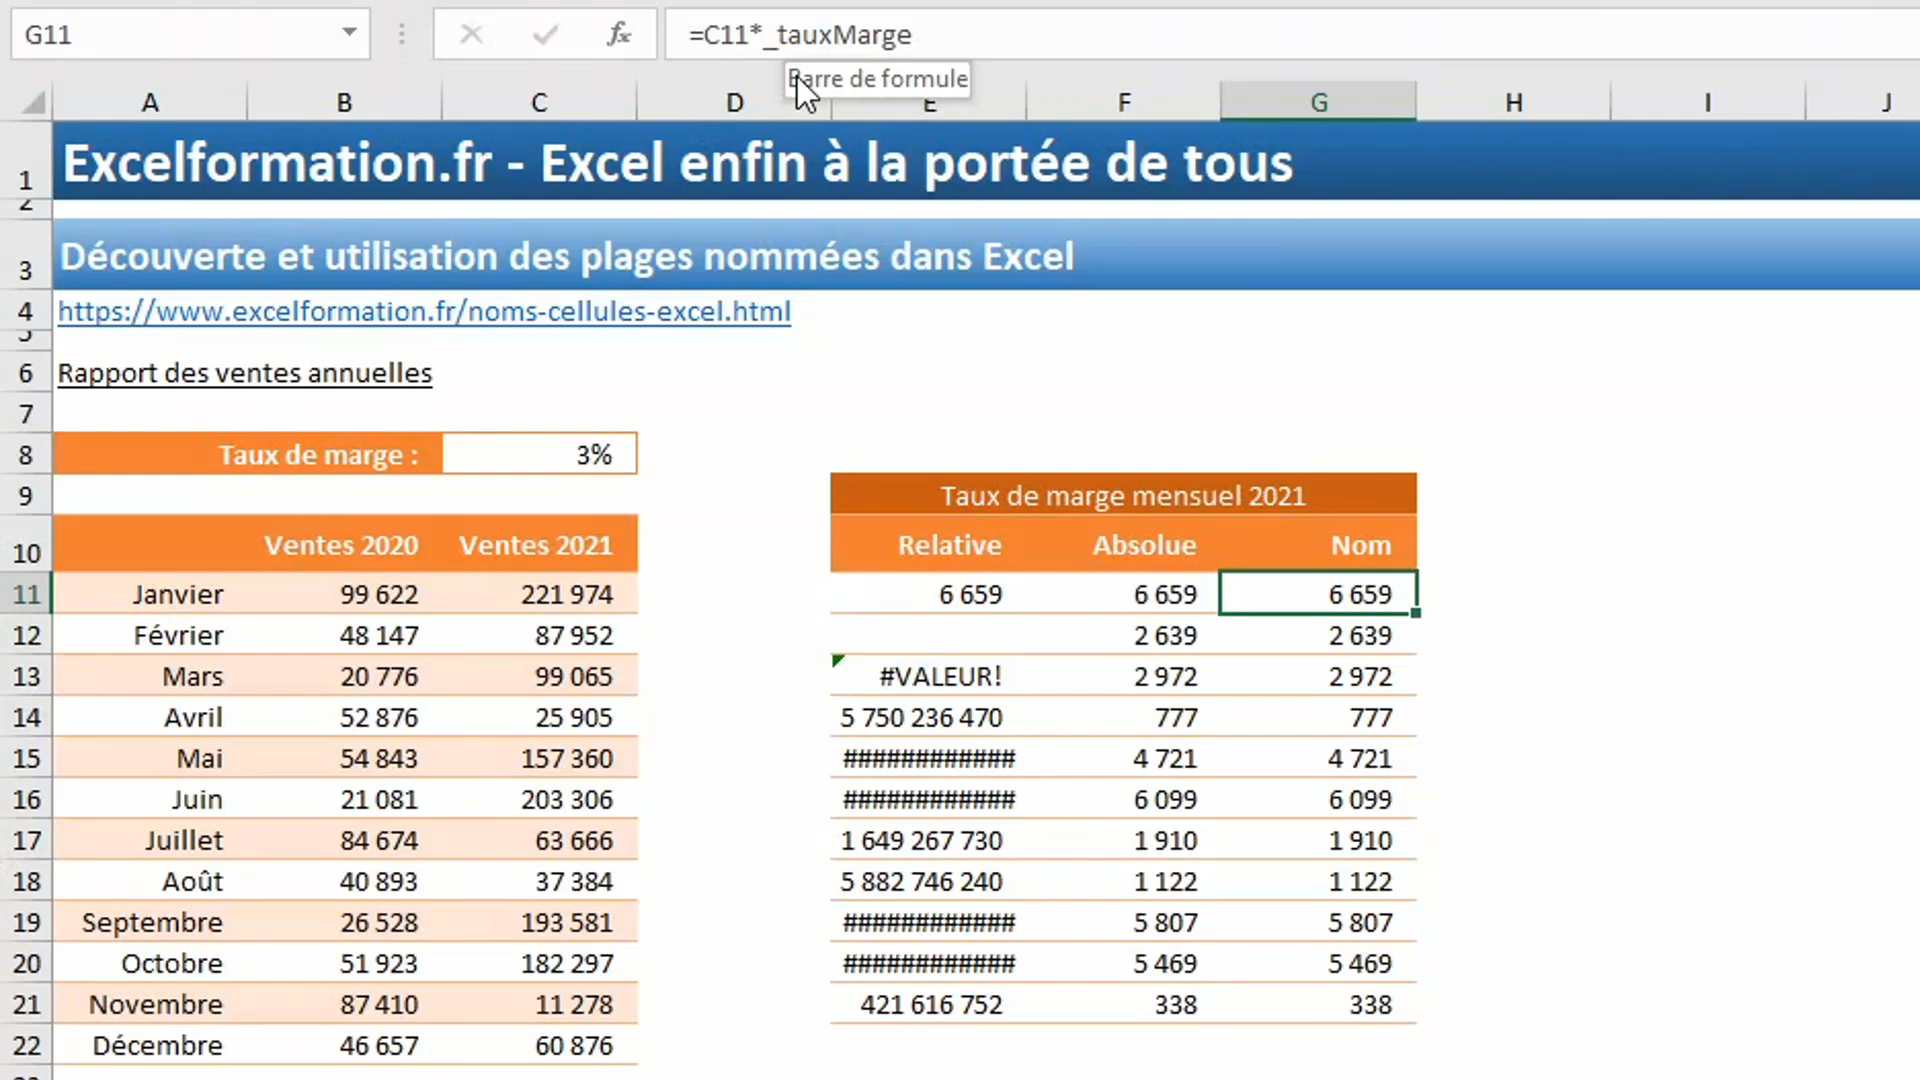 G11 fx =C11*_tauxMarge
Barre de formule
A B C D E F G H I J
1 Excelformation.fr - Excel enfin à la portée de tous
2
3 Découverte et utilisation des plages nommées dans Excel
4 https://www.excelformation.fr/noms-cellules-excel.html
5
6 Rapport des ventes annuelles
7
8 Taux de marge : 3%
9 Taux de marge mensuel 2021
10 Ventes 2020 Ventes 2021 Relative Absolue Nom
11 Janvier 99 622 221 974 6 659 6 659 6 659
12 Février 48 147 87 952 2 639 2 639
13 Mars 20 776 99 065 #VALEUR! 2 972 2 972
14 Avril 52 876 25 905 5 750 236 470 777 777
15 Mai 54 843 157 360 ############ 4 721 4 721
16 Juin 21 081 203 306 ############ 6 099 6 099
17 Juillet 84 674 63 666 1 649 267 730 1 910 1 910
18 Août 40 893 37 384 5 882 746 240 1 122 1 122
19 Septembre 26 528 193 581 ############ 5 807 5 807
20 Octobre 51 923 182 297 ############ 5 469 5 469
21 Novembre 87 410 11 278 421 616 752 338 338
22 Décembre 46 657 60 876